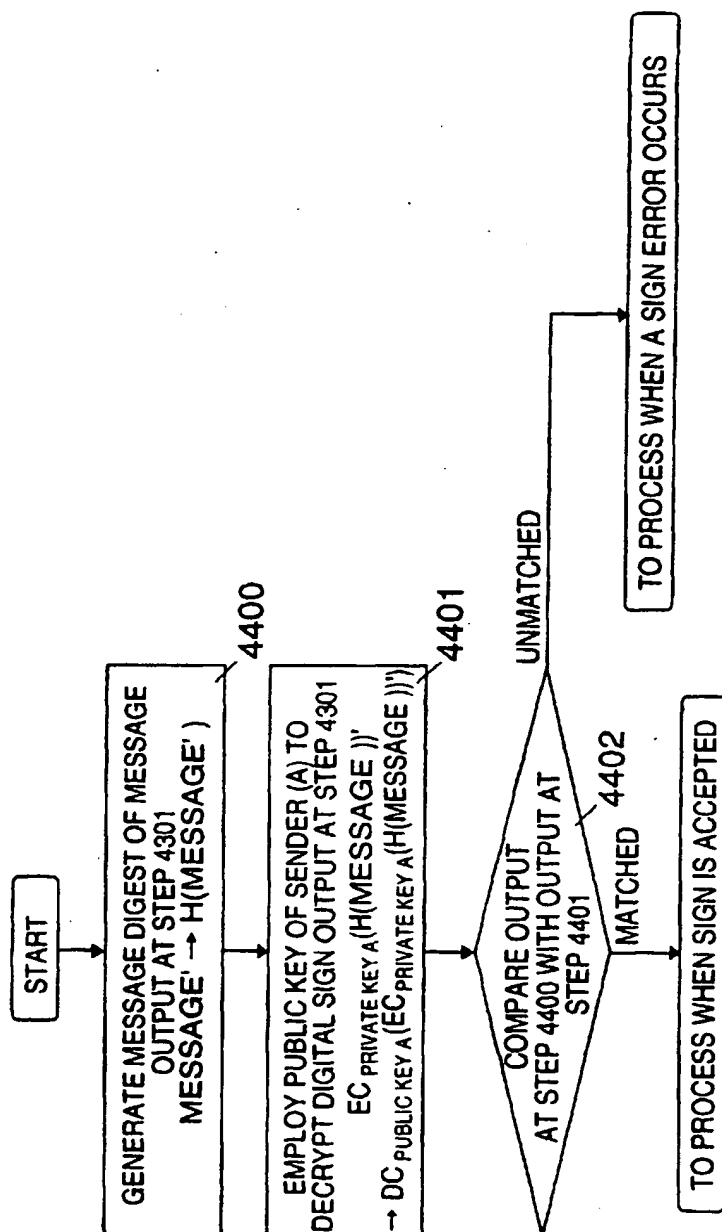 START
GENERATE MESSAGE DIGEST OF MESSAGE
OUTPUT AT STEP 4301
MESSAGE' → H(MESSAGE' )
4400
EMPLOY PUBLIC KEY OF SENDER (A) TO
DECRYPT DIGITAL SIGN OUTPUT AT STEP 4301
EC PRIVATE KEY A (H(MESSAGE ))'
→ DC PUBLIC KEY A (EC PRIVATE KEY A (H(MESSAGE ))')
4401
COMPARE OUTPUT
AT STEP 4400 WITH OUTPUT AT
STEP 4401
4402
UNMATCHED
MATCHED
TO PROCESS WHEN A SIGN ERROR OCCURS
TO PROCESS WHEN SIGN IS ACCEPTED